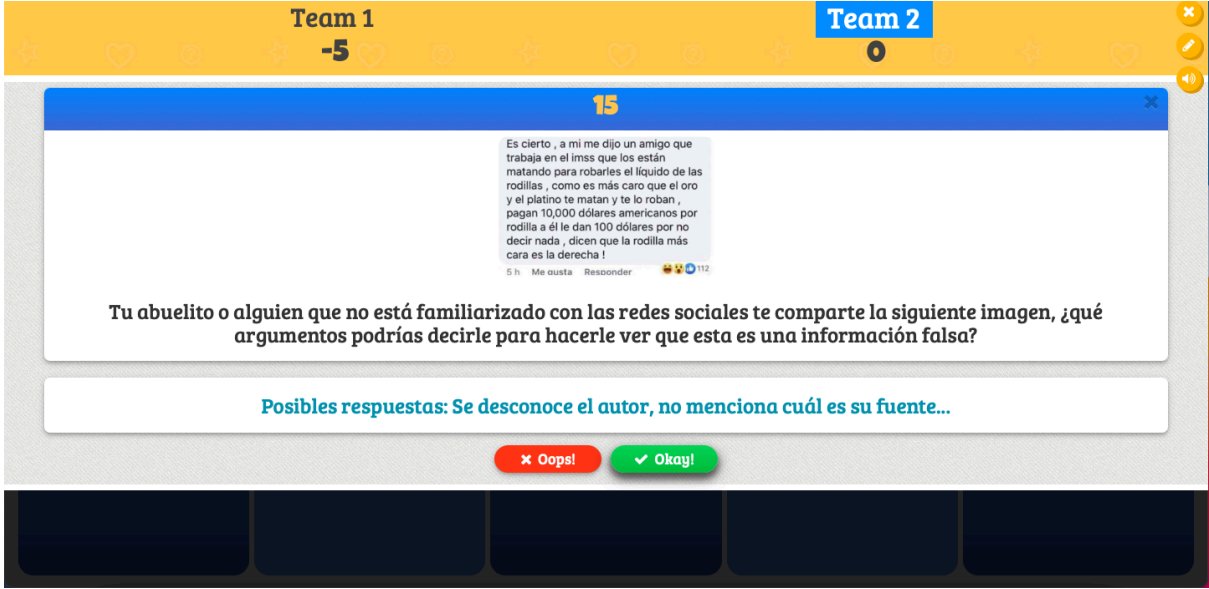 Team 1
-5
Team 2
0
15
Es cierto , a mi me dijo un amigo que
trabaja en el imss que los están
matando para robarles el líquido de las
rodillas , como es más caro que el oro
y el platino te matan y te lo roban ,
pagan 10,000 dólares americanos por
rodilla a él le dan 100 dólares por no
decir nada , dicen que la rodilla más
cara es la derecha !
5 h Me gusta Responder 112
Tu abuelito o alguien que no está familiarizado con las redes sociales te comparte la siguiente imagen, ¿qué
argumentos podrías decirle para hacerle ver que esta es una información falsa?
Posibles respuestas: Se desconoce el autor, no menciona cuál es su fuente...
Oops!
Okay!